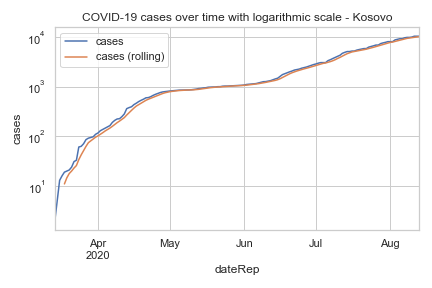 COVID-19 cases over time with logarithmic scale - Kosovo
cases
cases (rolling)
10⁴
10³
10²
10¹
cases
Apr
2020
May
Jun
Jul
Aug
dateRep